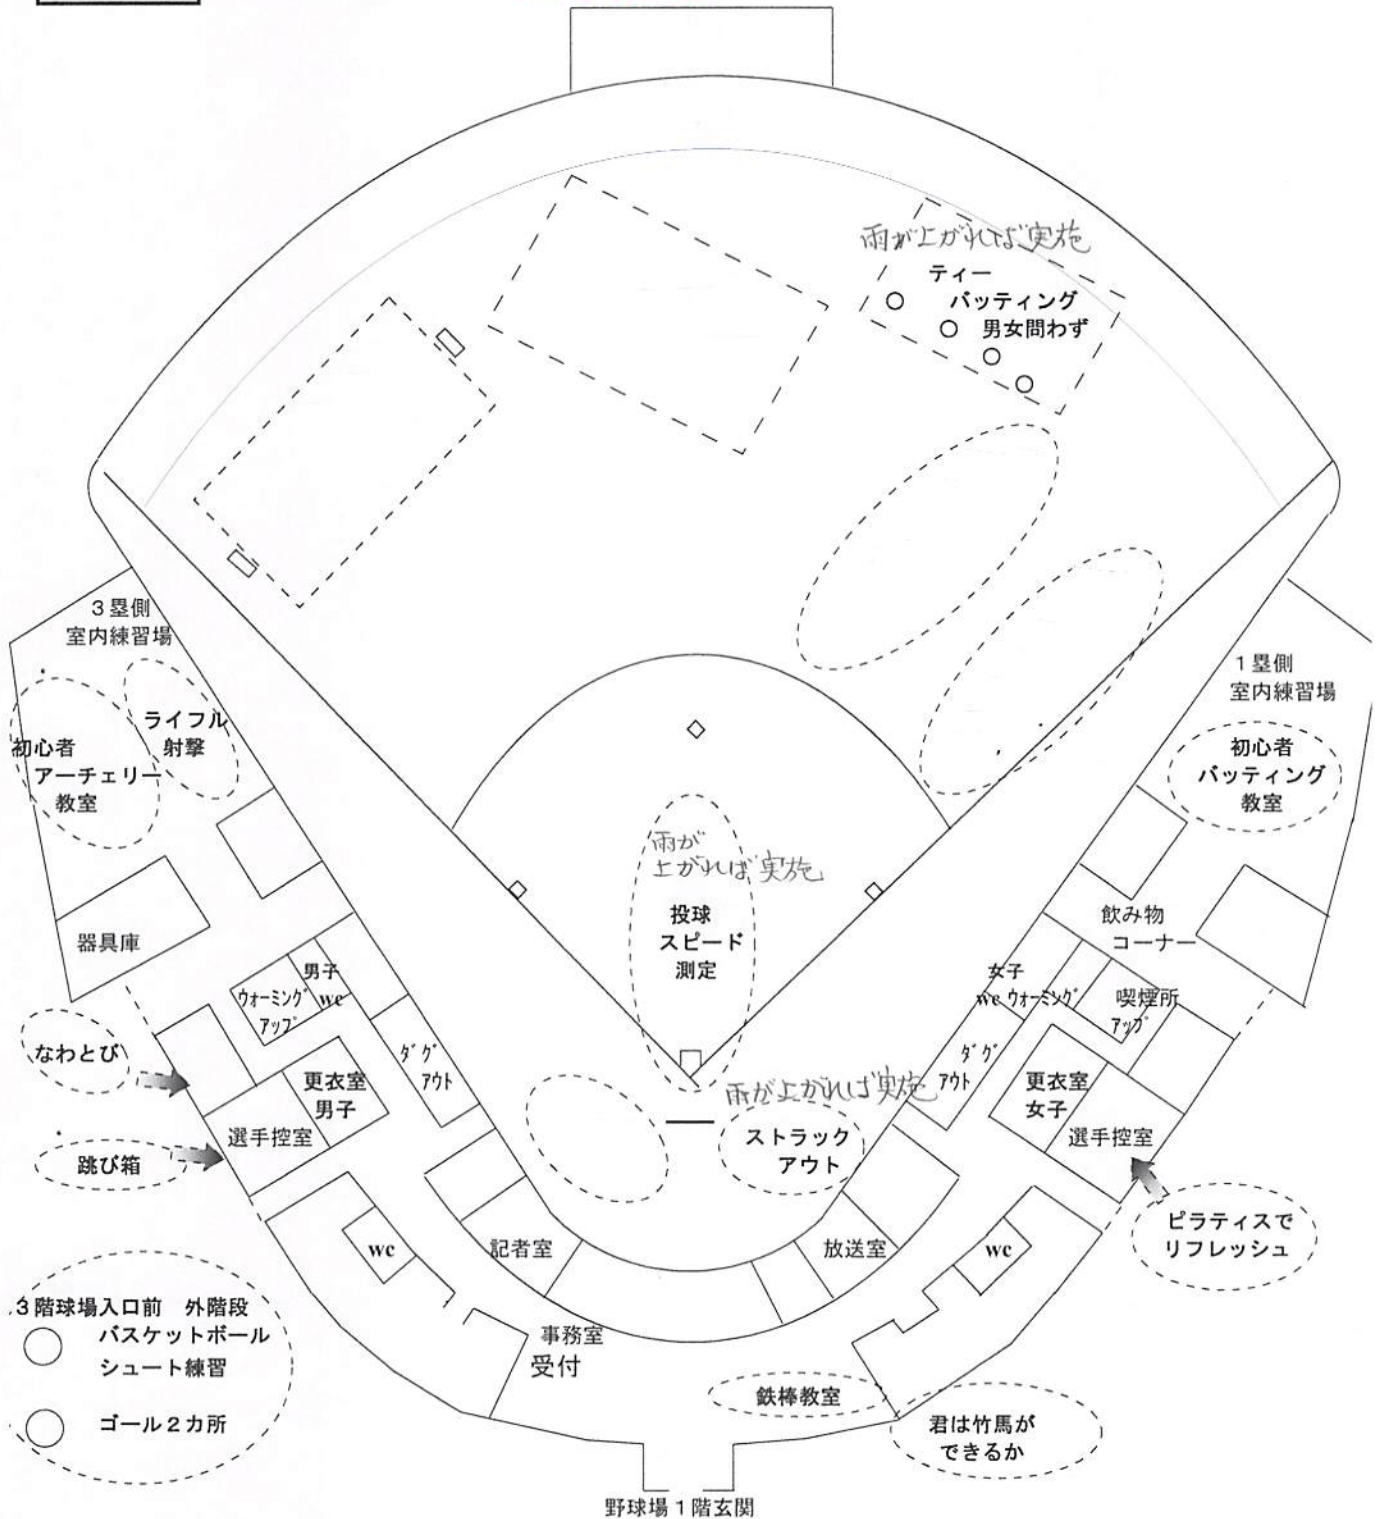 雨が上がれば実施
ティー
バッティング
男女問わず
3塁側
室内練習場
1塁側
室内練習場
ライフル
射撃
初心者
アーチェリー
教室
初心者
バッティング
教室
雨が
上がれば実施
投球
スピード
測定
器具庫
飲み物
コーナー
男子
wc
ウォーミング
アップ
女子
wc ウォーミング
アップ
喫煙所
なわとび
ダグ
アウト
ダグ
アウト
更衣室
男子
更衣室
女子
選手控室
選手控室
雨が上がれば実施
ストラック
アウト
跳び箱
ピラティスで
リフレッシュ
wc
記者室
放送室
wc
3階球場入口前 外階段
バスケットボール
シュート練習
ゴール2カ所
事務室
受付
鉄棒教室
君は竹馬が
できるか
野球場1階玄関